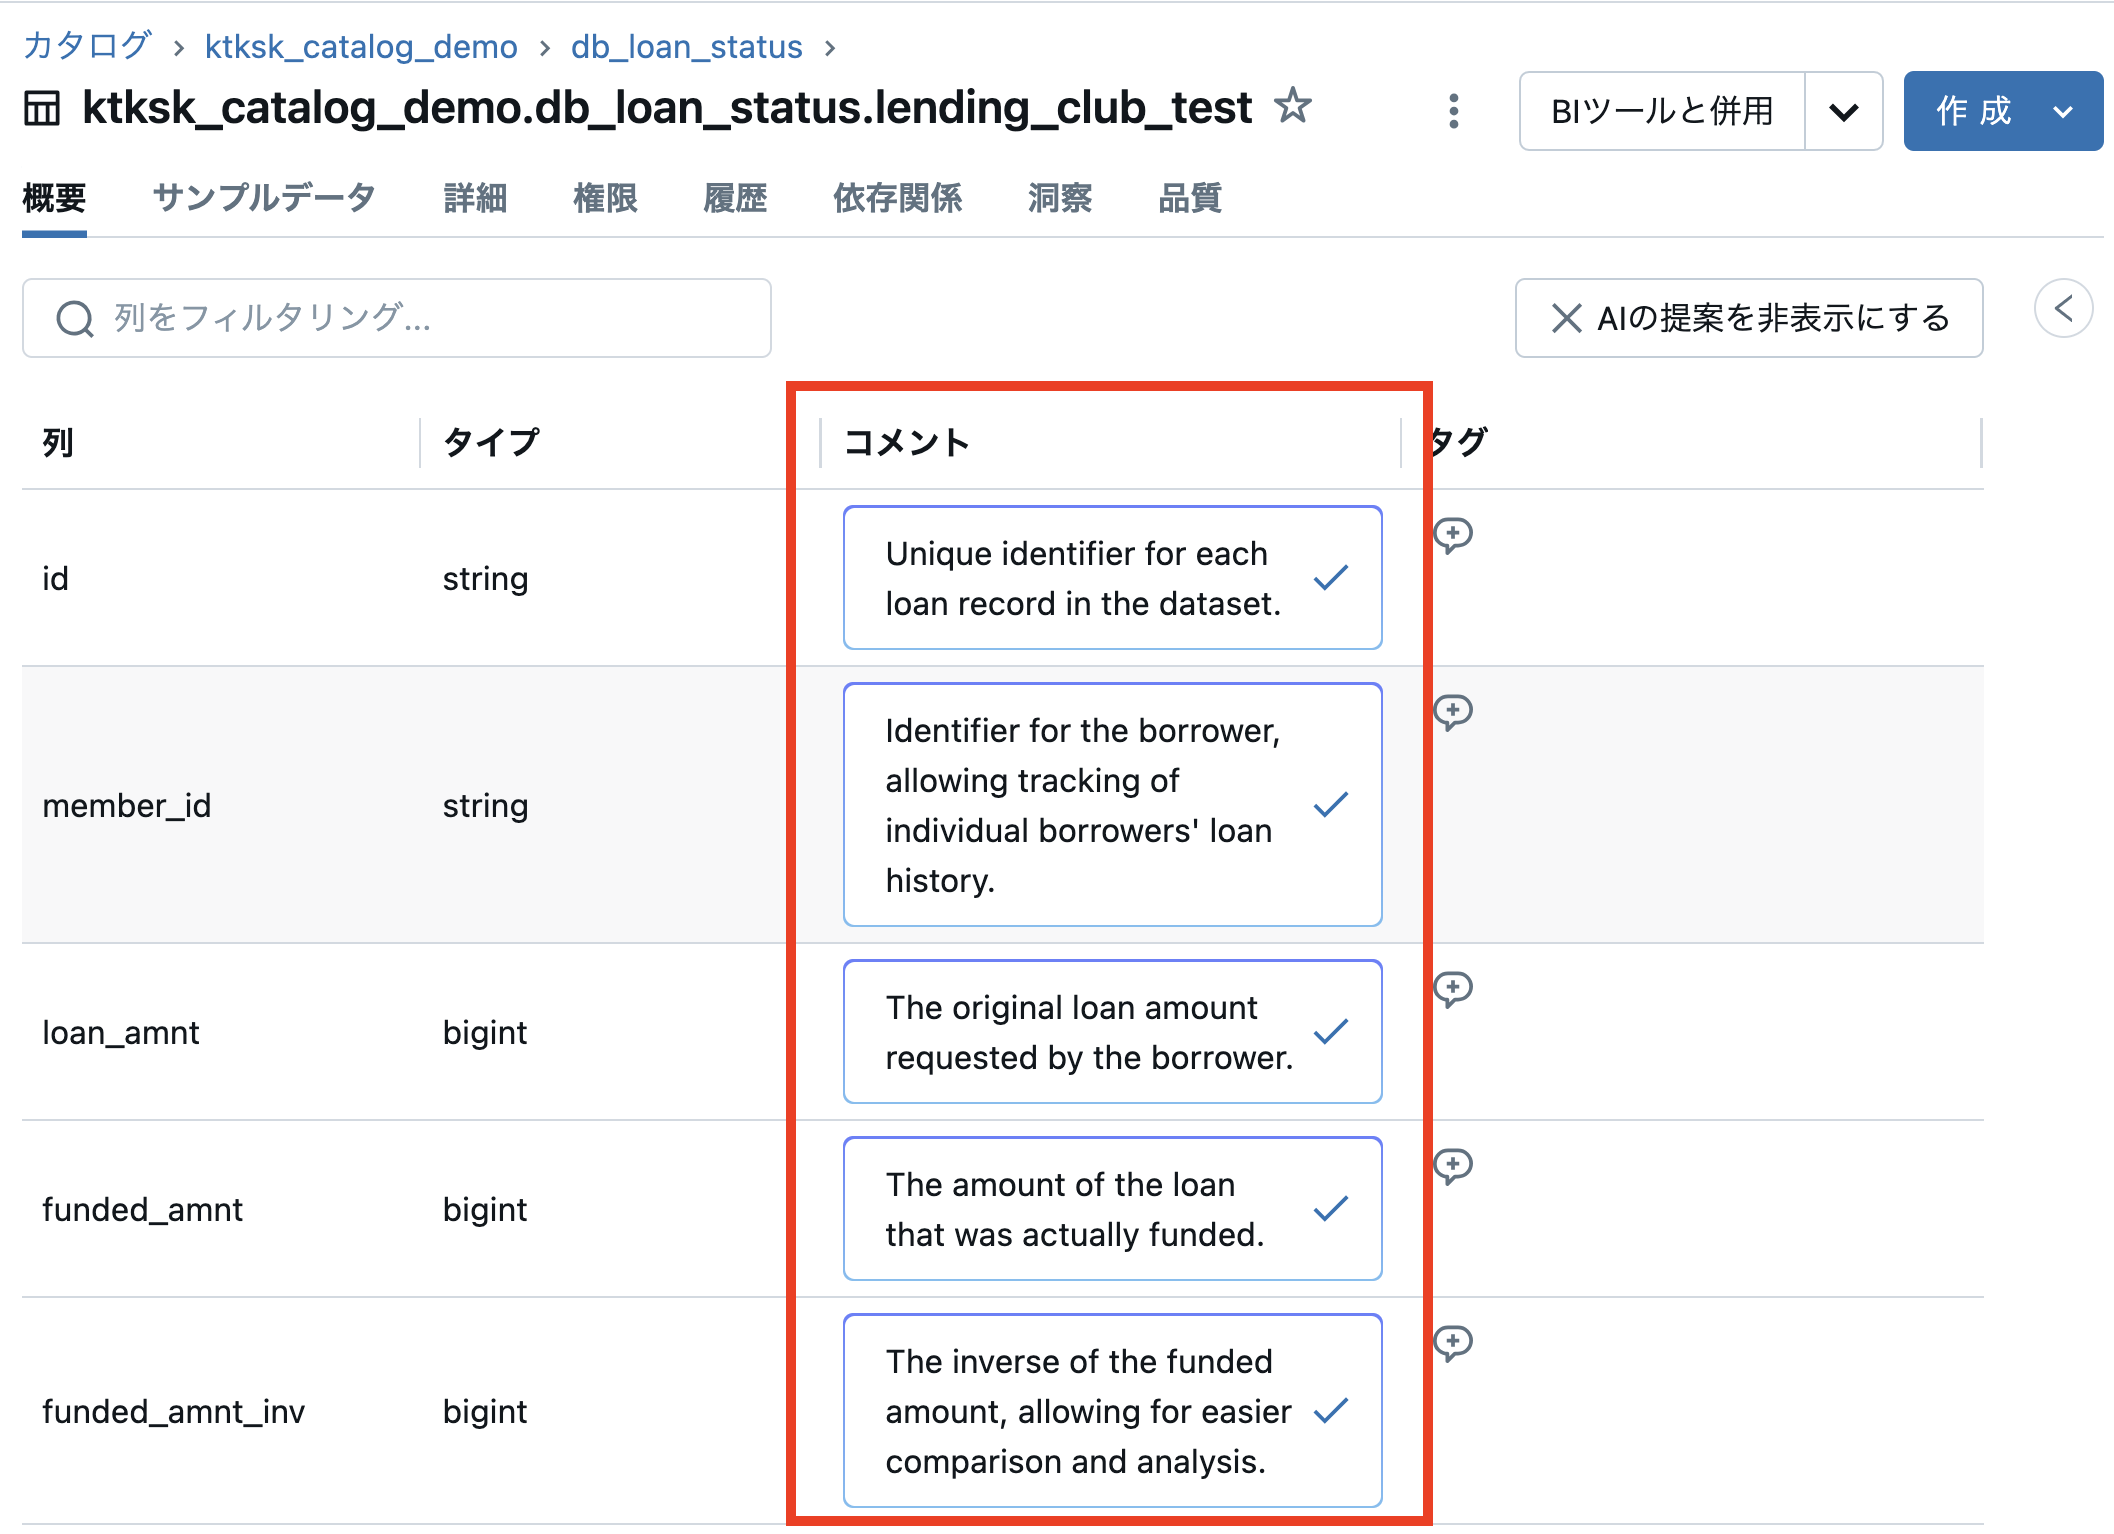 カタログ › ktksk_catalog_demo › db_loan_status ›
ktksk_catalog_demo.db_loan_status.lending_club_test
BIツールと併用
作成
概要 サンプルデータ 詳細 権限 履歴 依存関係 洞察 品質
列をフィルタリング...
AIの提案を非表示にする
列 タイプ コメント タグ
id string
Unique identifier for each
loan record in the dataset.
member_id string
Identifier for the borrower,
allowing tracking of
individual borrowers' loan
history.
loan_amnt bigint
The original loan amount
requested by the borrower.
funded_amnt bigint
The amount of the loan
that was actually funded.
funded_amnt_inv bigint
The inverse of the funded
amount, allowing for easier
comparison and analysis.